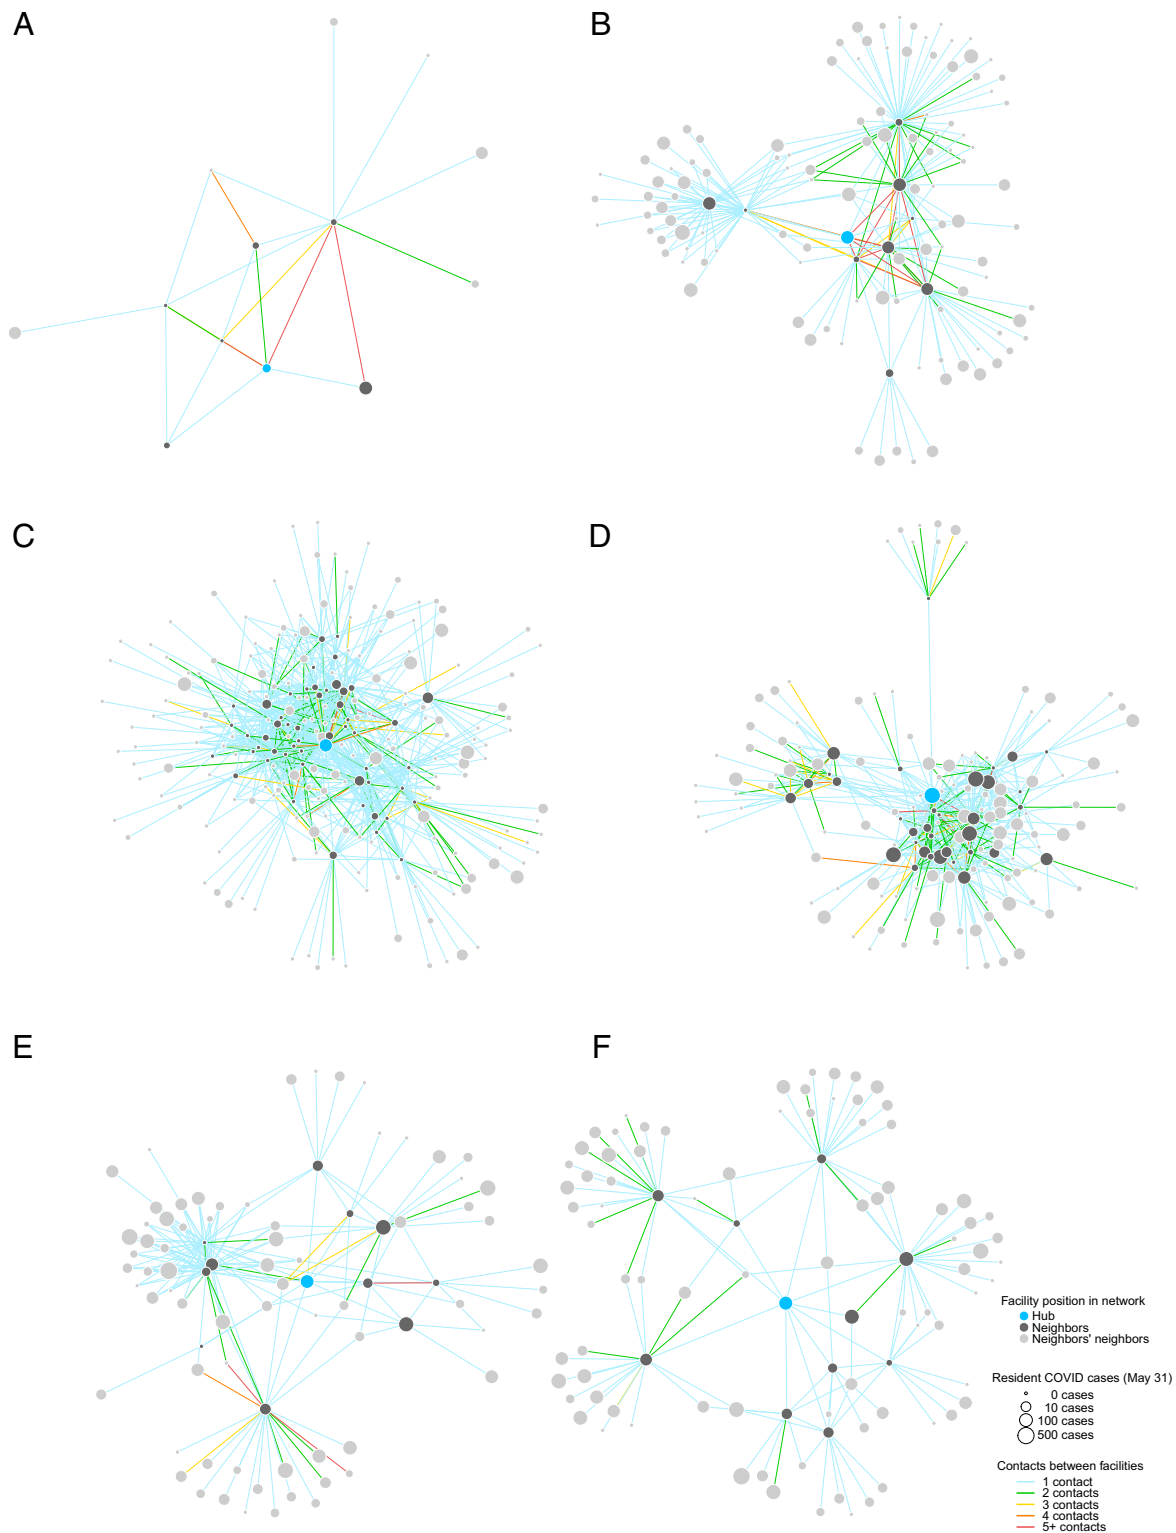 A
B
C
D
E
F
Facility position in network
Hub
Neighbors
Neighbors' neighbors
Resident COVID cases (May 31)
0 cases
10 cases
100 cases
500 cases
Contacts between facilities
1 contact
2 contacts
3 contacts
4 contacts
5+ contacts